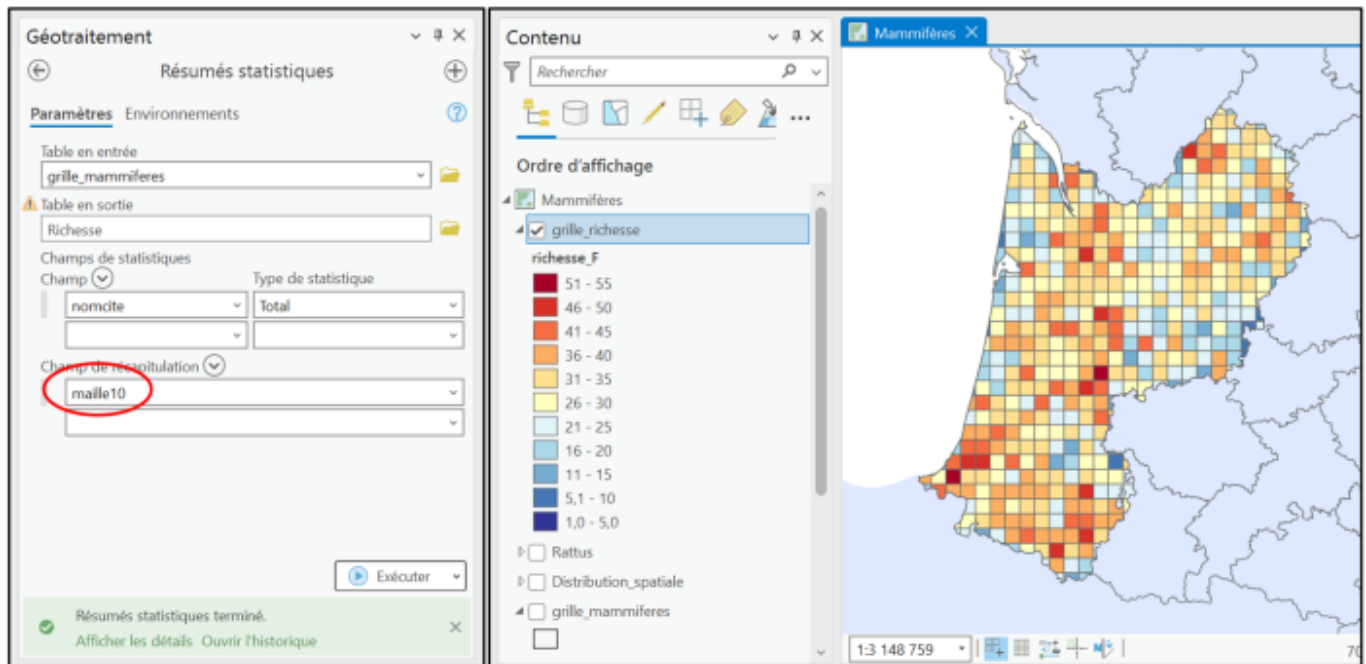 Géotraitement
Résumés statistiques
Paramètres Environnements
Table en entrée
grille_mammiferes
Table en sortie
Richesse
Champs de statistiques
Champ Type de statistique
nomcite Total
Champ de récapitulation
maille10
Exécuter
Résumés statistiques terminé.
Afficher les détails Ouvrir l'historique
Contenu
Rechercher
Ordre d'affichage
Mammifères
grille_richesse
richesse_F
51 - 55
46 - 50
41 - 45
36 - 40
31 - 35
26 - 30
21 - 25
16 - 20
11 - 15
5,1 - 10
1,0 - 5,0
Rattus
Distribution_spatiale
grille_mammiferes
Mammifères
1:3 148 759
70